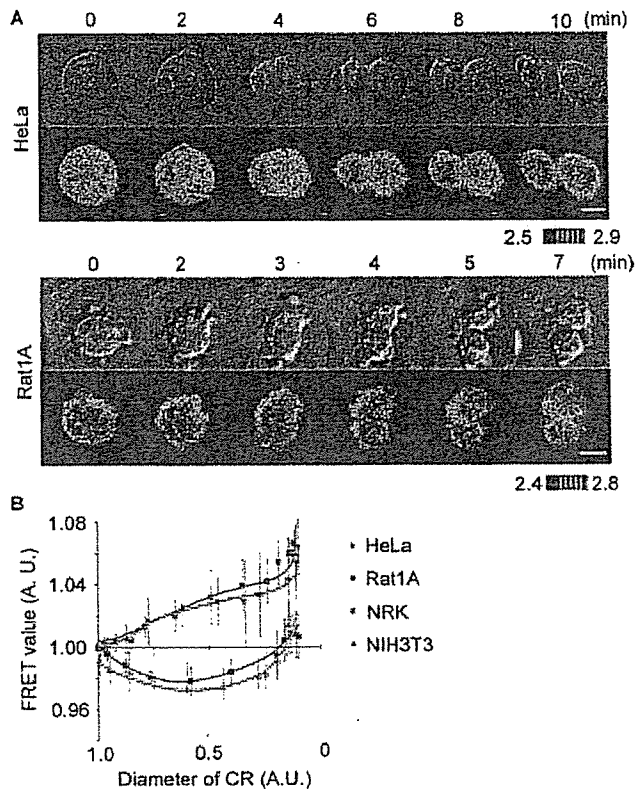 A
0 2 4 6 8 10 (min)
HeLa
2.5 2.9
0 2 3 4 5 7 (min)
Rat1A
2.4 2.8
B
1.08
1.04
1.00
0.96
FRET value (A. U.)
1.0 0.5 0
Diameter of CR (A.U.)
HeLa
Rat1A
NRK
NIH3T3